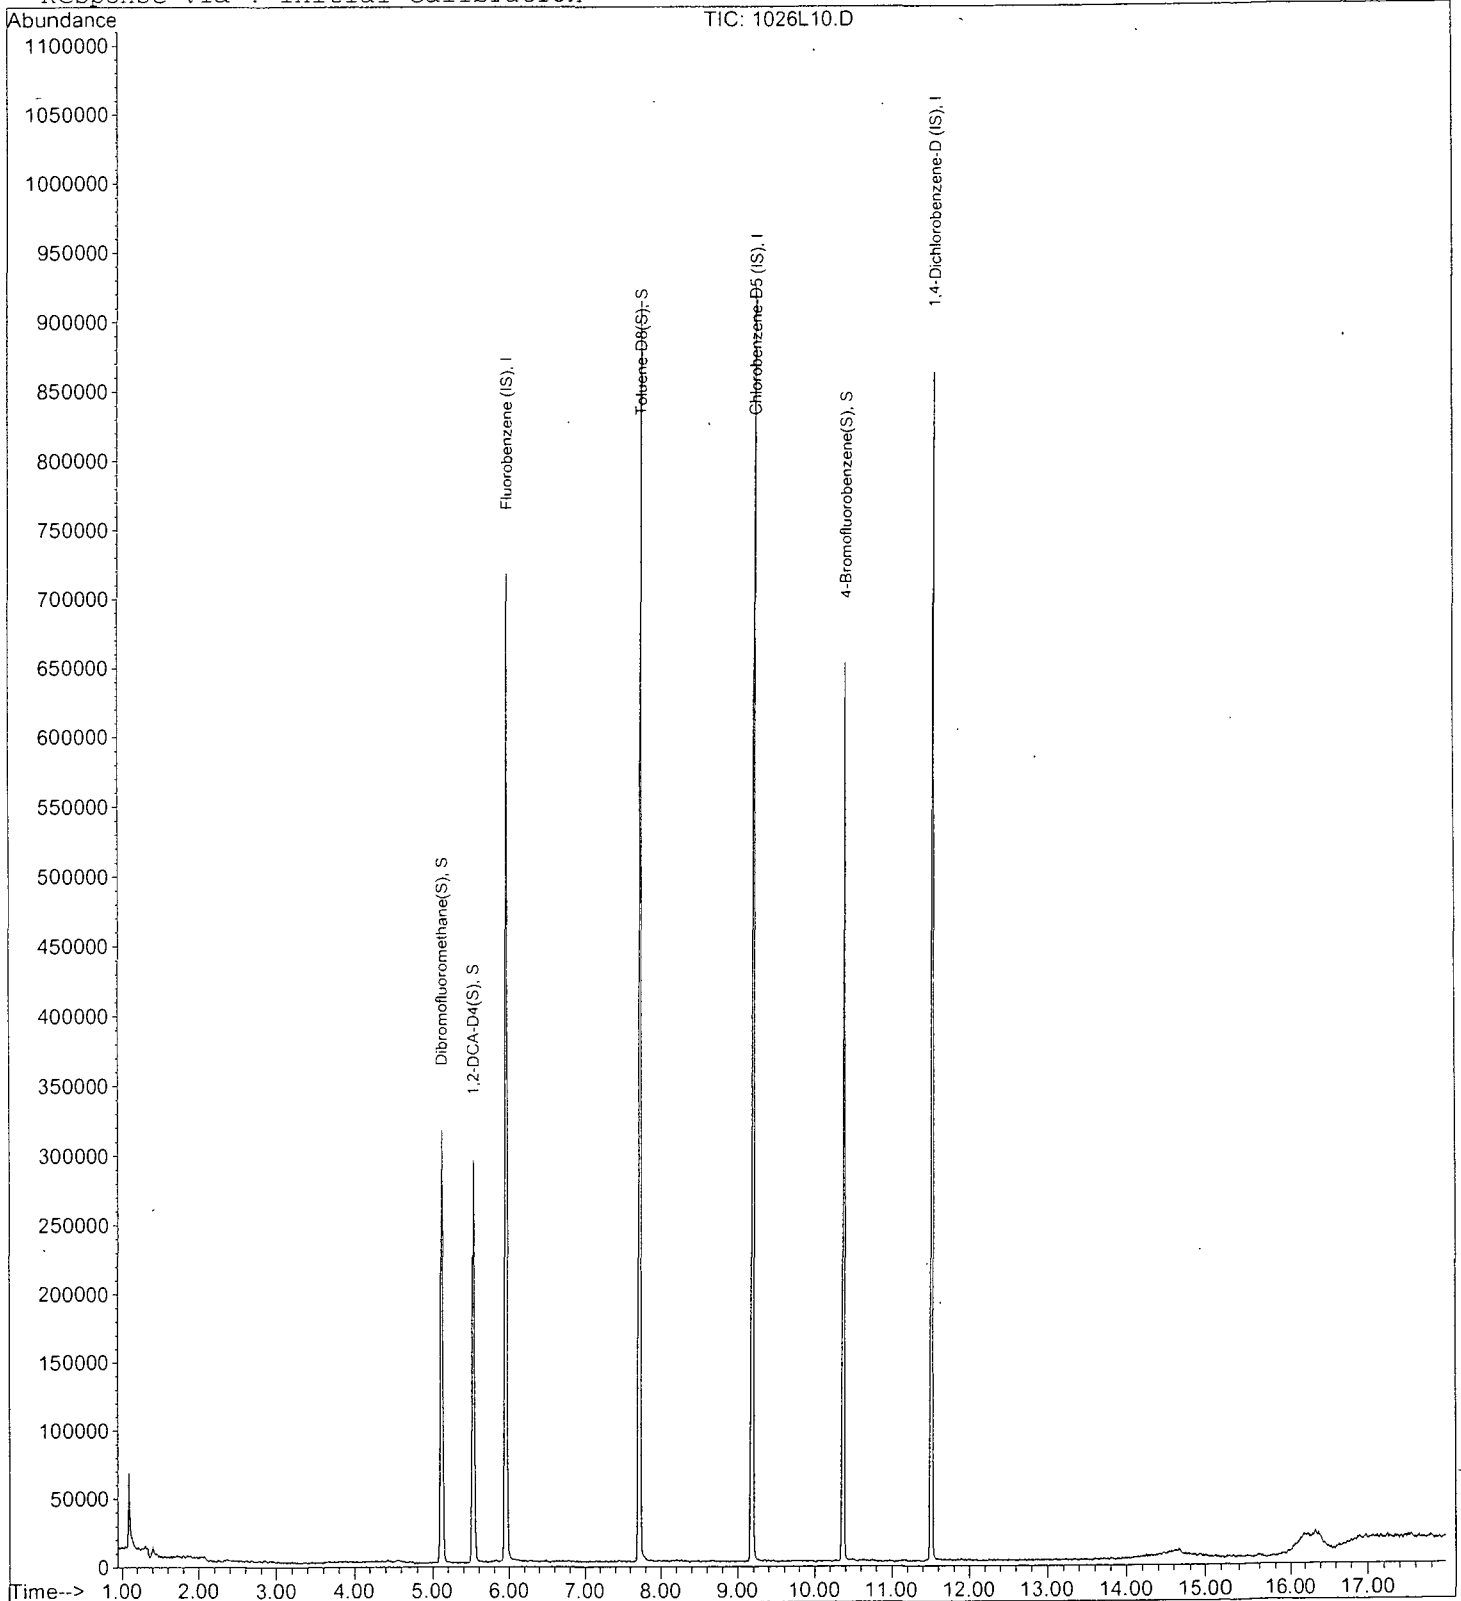 Response via : Initial Calibration
Abundance
TIC: 1026L10.D
1100000
1050000
1000000
950000
900000
850000
800000
750000
700000
650000
600000
550000
500000
450000
400000
350000
300000
250000
200000
150000
100000
50000
0
Dibromofluoromethane(S), S
1,2-DCA-D4(S), S
Fluorobenzene (IS), I
Toluene-D8(S), S
Chlorobenzene-D5 (IS), I
4-Bromofluorobenzene(S), S
1,4-Dichlorobenzene-D (IS), I
Time--> 1.00 2.00 3.00 4.00 5.00 6.00 7.00 8.00 9.00 10.00 11.00 12.00 13.00 14.00 15.00 16.00 17.00